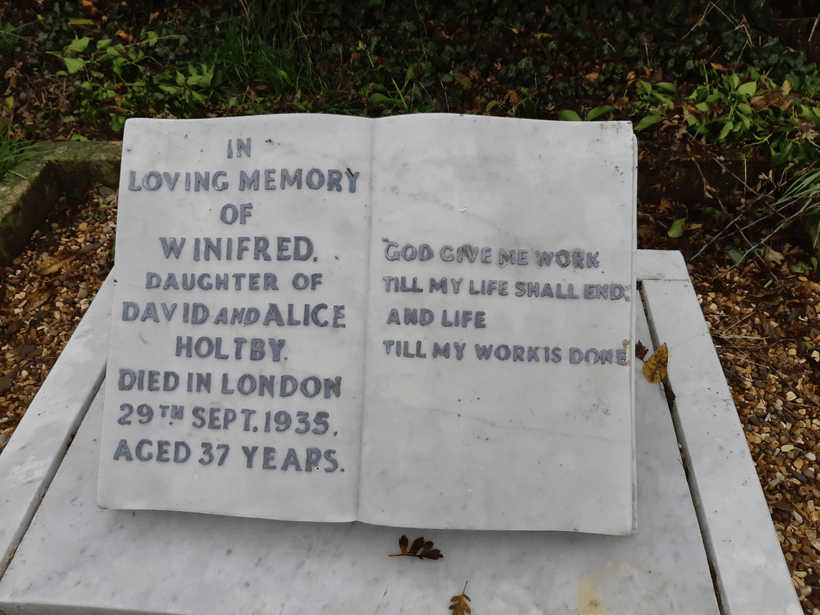 IN
LOVING MEMORY
OF
WINIFRED.
DAUGHTER OF
DAVID AND ALICE
HOLTBY.
DIED IN LONDON
29TH SEPT. 1935.
AGED 37 YEARS.
GOD GIVE ME WORK
TILL MY LIFE SHALL END.
AND LIFE
TILL MY WORK IS DONE